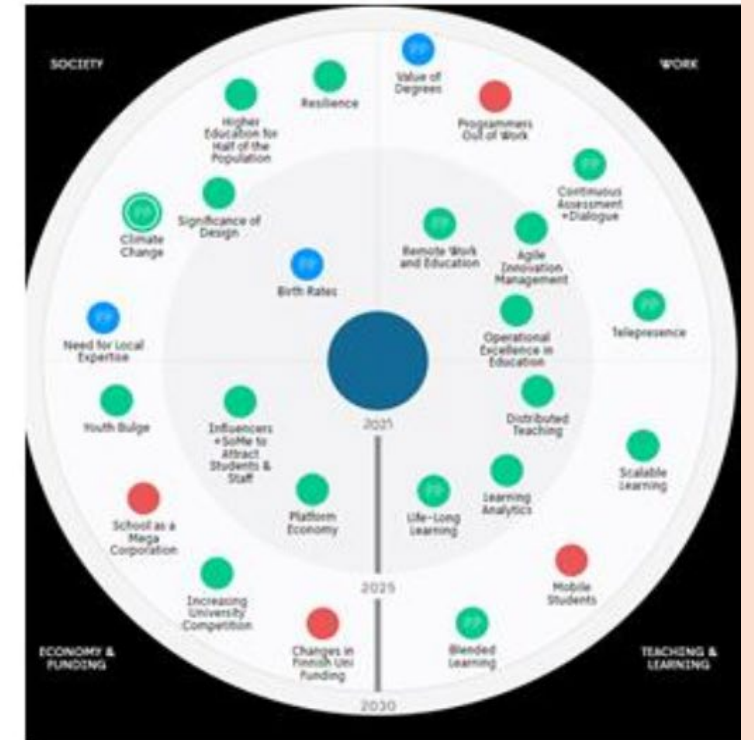 SOCIETY
WORK
Value of
Degrees
Resilience
Programmers
Out of Work
Higher
Education for
Half of the
Population
Continuous
Assessment
+Dialogue
Significance of
Design
Climate
Change
Remote Work
and Education
Agile
Innovation
Management
Birth Rates
Telepresence
Need for Local
Expertise
Operational
Excellence in
Education
Youth Bulge
Influencers
+SoMe to
Attract
Students &
Staff
2021
Distributed
Teaching
Scalable
Learning
School as a
Mega
Corporation
Platform
Economy
Life-Long
Learning
Learning
Analytics
2025
Mobile
Students
Increasing
University
Competition
Changes in
Finnish Uni
Funding
Blended
Learning
ECONOMY &
FUNDING
TEACHING &
LEARNING
2030